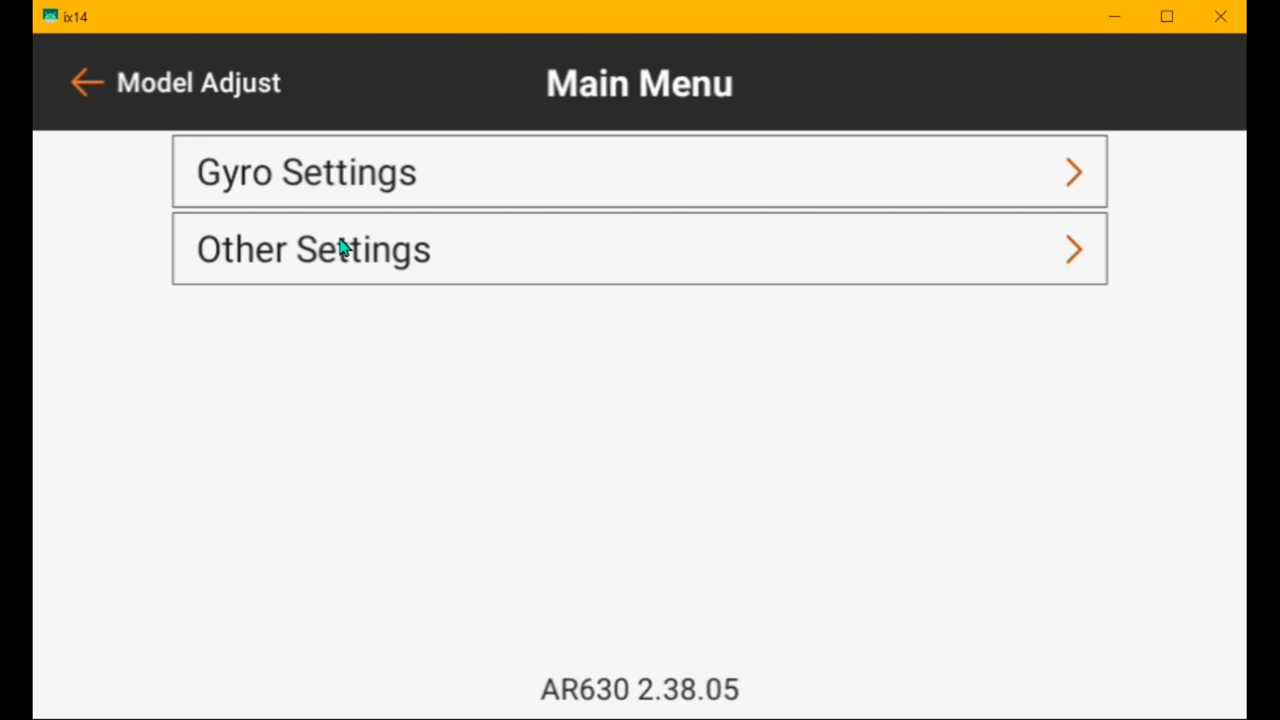 ix14
Model Adjust
Main Menu
Gyro Settings
Other Settings
AR630 2.38.05